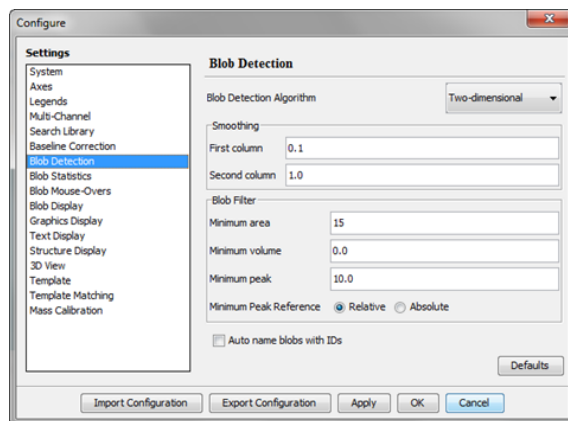 Configure
Settings
System
Axes
Legends
Multi-Channel
Search Library
Baseline Correction
Blob Detection
Blob Statistics
Blob Mouse-Overs
Blob Display
Graphics Display
Text Display
Structure Display
3D View
Template
Template Matching
Mass Calibration
Blob Detection
Blob Detection Algorithm Two-dimensional
Smoothing
First column 0.1
Second column 1.0
Blob Filter
Minimum area 15
Minimum volume 0.0
Minimum peak 10.0
Minimum Peak Reference Relative Absolute
Auto name blobs with IDs
Defaults
Import Configuration Export Configuration Apply OK Cancel